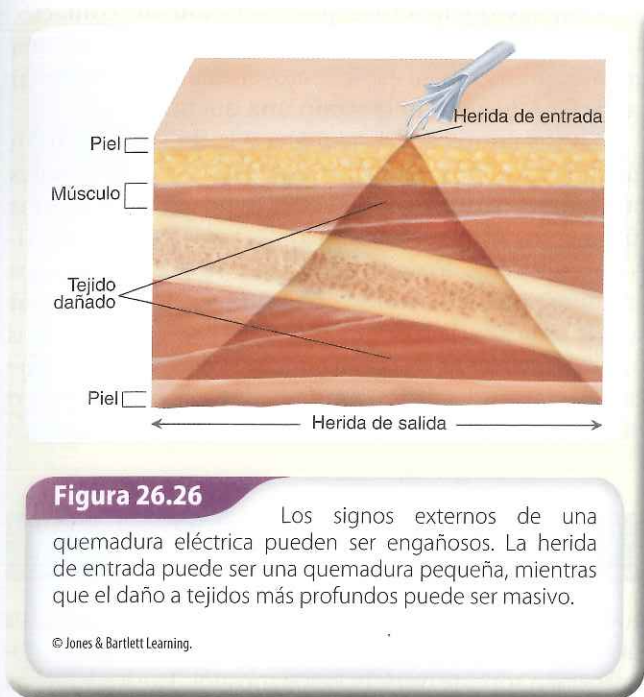 Herida de entrada
Piel
Músculo
Tejido
dañado
Piel
Herida de salida
Figura 26.26
Los signos externos de una
quemadura eléctrica pueden ser engañosos. La herida
de entrada puede ser una quemadura pequeña, mientras
que el daño a tejidos más profundos puede ser masivo.
© Jones & Bartlett Learning.